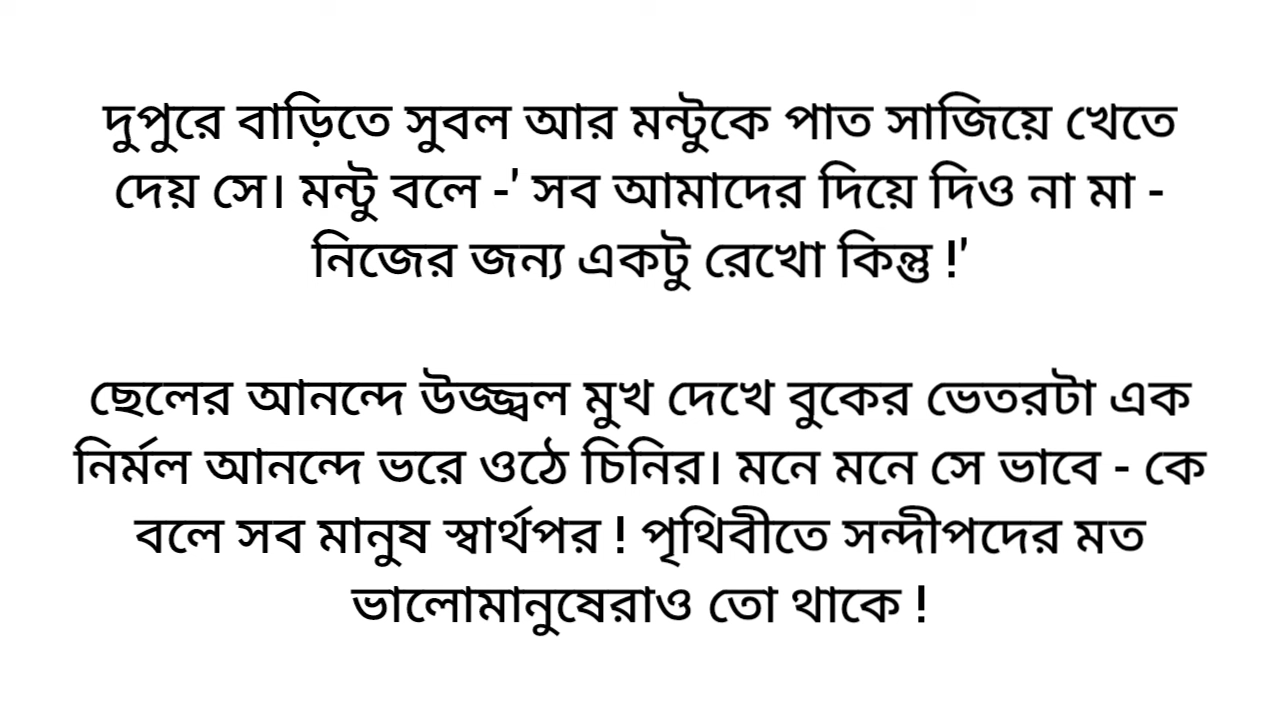 দুপুরে বাড়িতে সুবল আর মন্টুকে পাত সাজিয়ে খেতে
দেয় সে। মন্টু বলে -' সব আমাদের দিয়ে দিও না মা -
নিজের জন্য একটু রেখো কিন্তু !'
ছেলের আনন্দে উজ্জ্বল মুখ দেখে বুকের ভেতরটা এক
নির্মল আনন্দে ভরে ওঠে চিনির। মনে মনে সে ভাবে - কে
বলে সব মানুষ স্বার্থপর ! পৃথিবীতে সন্দীপদের মত
ভালোমানুষেরাও তো থাকে !